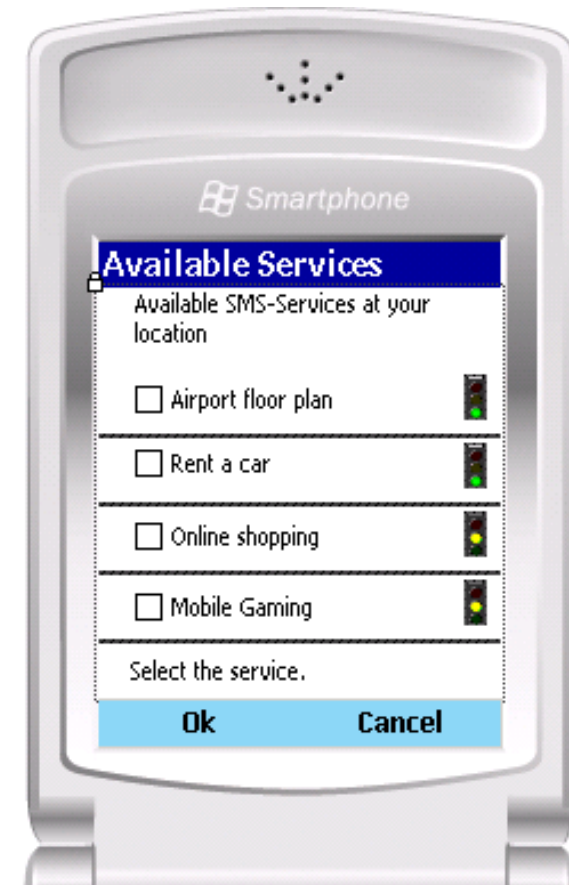 Smartphone
Available Services
Available SMS-Services at your
location
Airport floor plan
Rent a car
Online shopping
Mobile Gaming
Select the service.
Ok Cancel